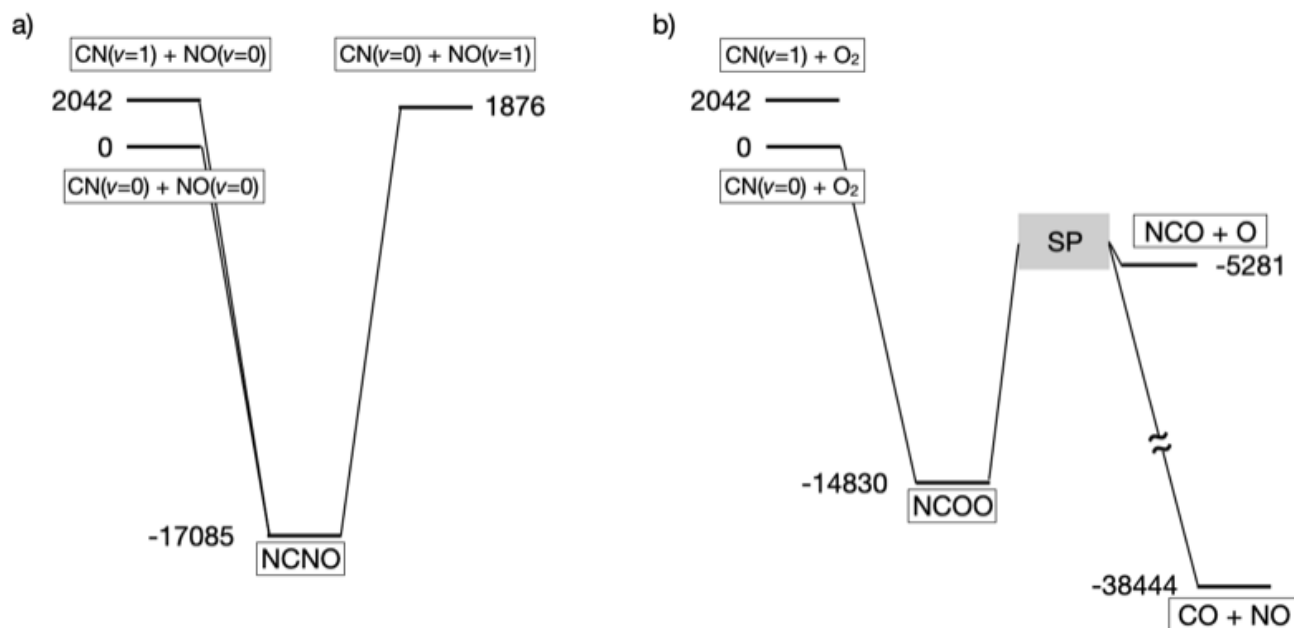 a)
CN(v=1) + NO(v=0)
CN(v=0) + NO(v=1)
2042
1876
0
CN(v=0) + NO(v=0)
-17085
NCNO
b)
CN(v=1) + O₂
2042
0
CN(v=0) + O₂
SP
NCO + O
-5281
-14830
NCOO
-38444
CO + NO